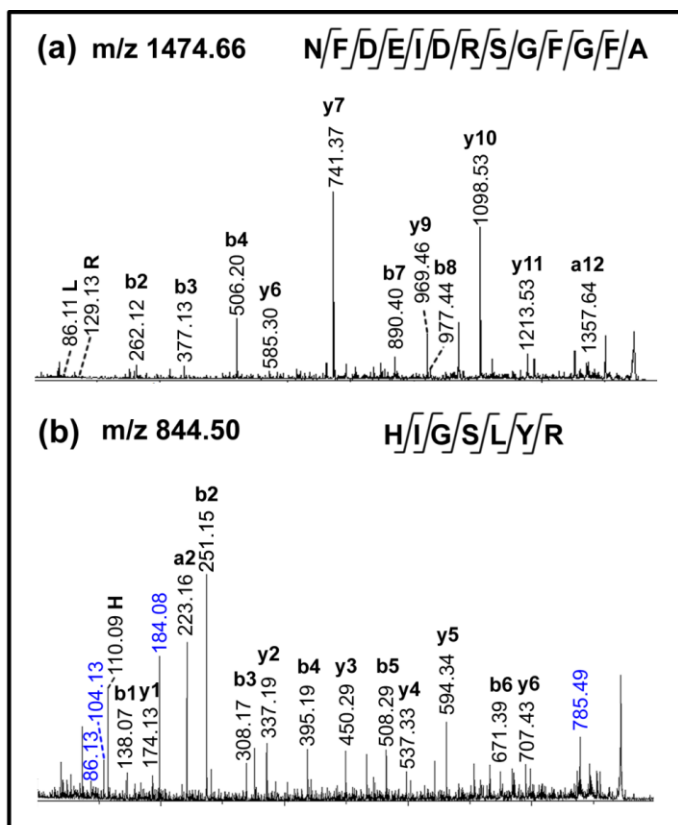 (a) m/z 1474.66 NFDEIDRSGFGFA
86.11 L
129.13 R
b2 262.12
b3 377.13
b4 506.20
y6 585.30
y7 741.37
b7 890.40
y9 969.46
b8 977.44
y10 1098.53
y11 1213.53
a12 1357.64
(b) m/z 844.50 HIGSLYR
86.13
104.13
110.09 H
b1 138.07
y1 174.13
184.08
a2 223.16
b2 251.15
b3 308.17
y2 337.19
b4 395.19
y3 450.29
b5 508.29
y4 537.33
y5 594.34
b6 671.39
y6 707.43
785.49